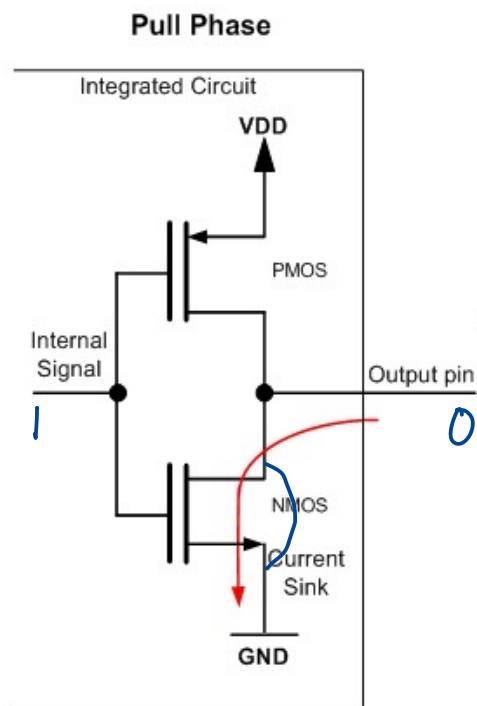 Pull Phase
Integrated Circuit
VDD
PMOS
Internal
Signal
Output pin
1
0
NMOS
Current
Sink
GND